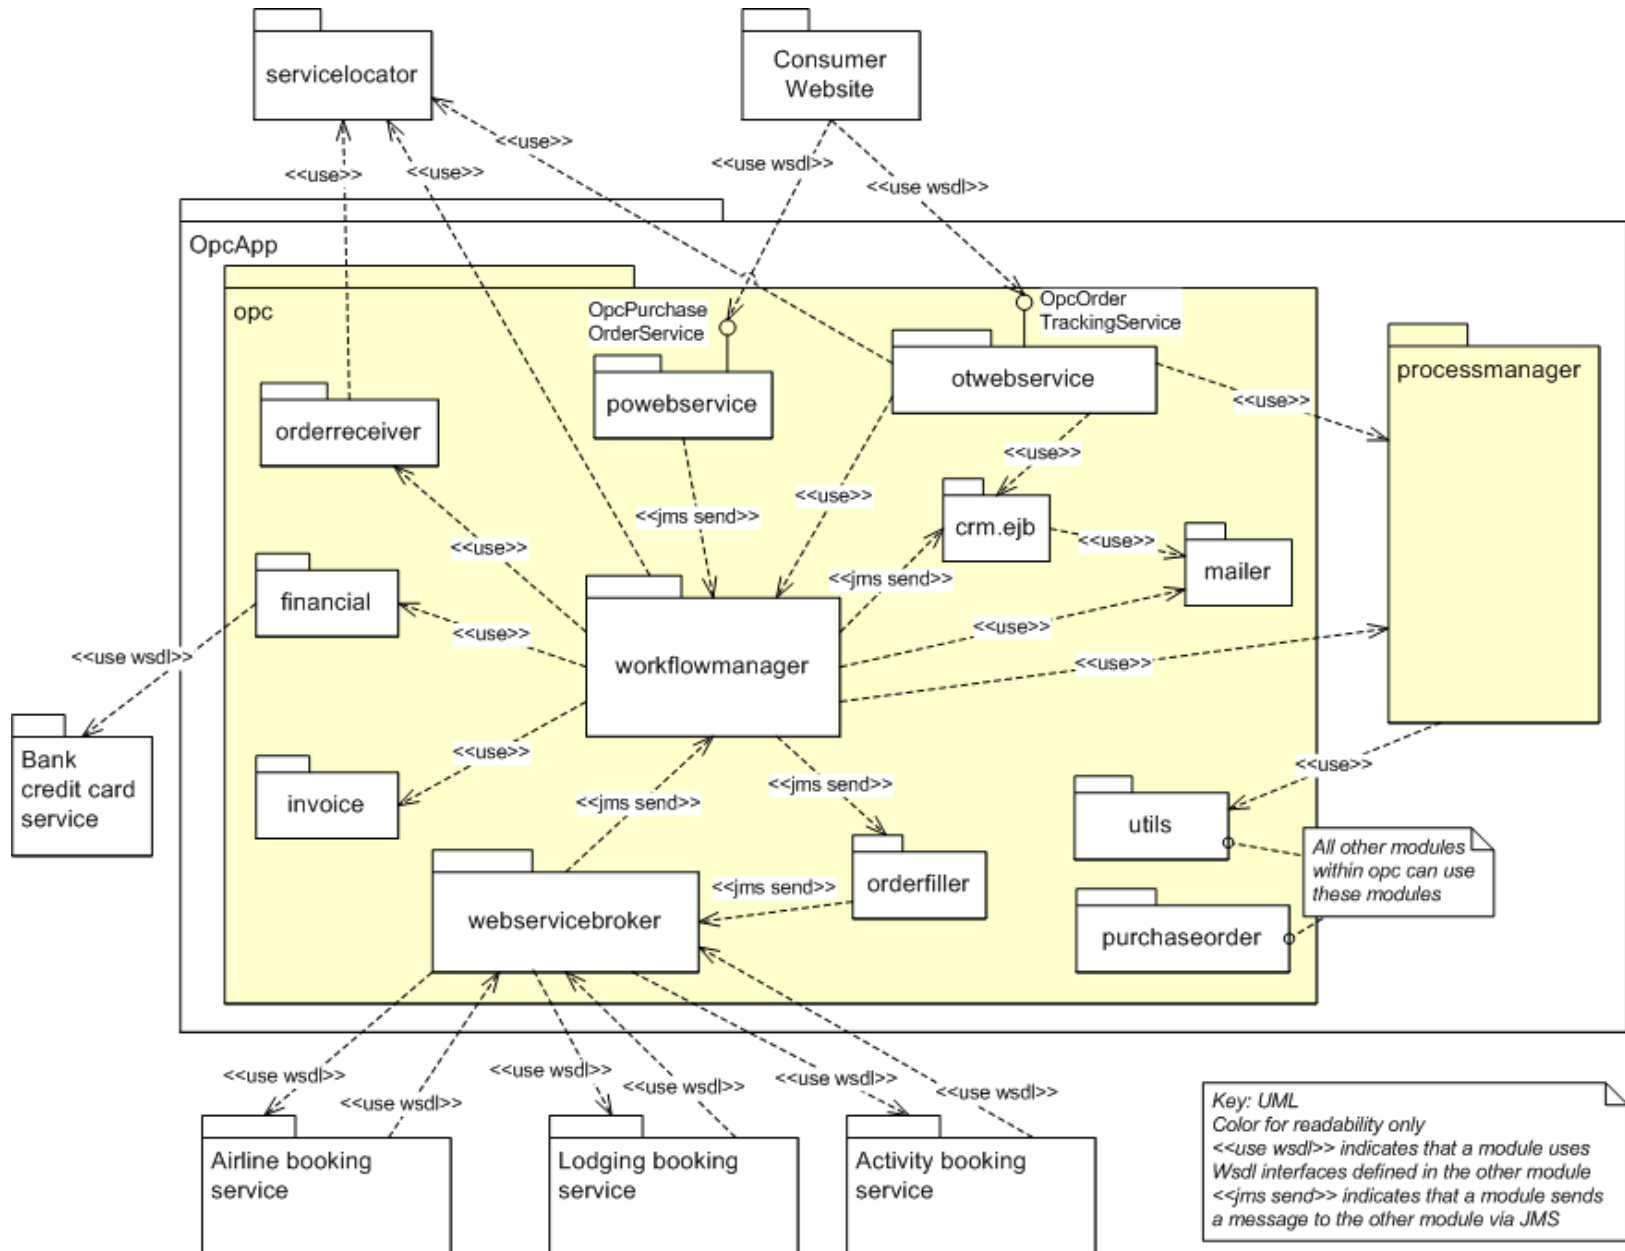 servicelocator
Consumer
Website
<<use>>
<<use wsdl>>
<<use>>
<<use>>
<<use wsdl>>
OpcApp
opc
OpcPurchase
OrderService
OpcOrder
TrackingService
processmanager
otwebservice
powebservice
orderreceiver
<<use>>
<<use>>
<<use>>
<<jms send>>
crm.ejb
<<use>>
<<use>>
mailer
<<jms send>>
financial
<<use>>
<<use>>
<<use wsdl>>
workflowmanager
<<use>>
Bank
credit card
service
<<use>>
<<use>>
<<jms send>>
<<jms send>>
invoice
utils
All other modules
within opc can use
these modules
orderfiller
<<jms send>>
webservicebroker
purchaseorder
<<use wsdl>>
<<use wsdl>>
<<use wsdl>>
<<use wsdl>>
<<use wsdl>>
<<use wsdl>>
Airline booking
service
Lodging booking
service
Activity booking
service
Key: UML
Color for readability only
<<use wsdl>> indicates that a module uses
Wsdl interfaces defined in the other module
<<jms send>> indicates that a module sends
a message to the other module via JMS